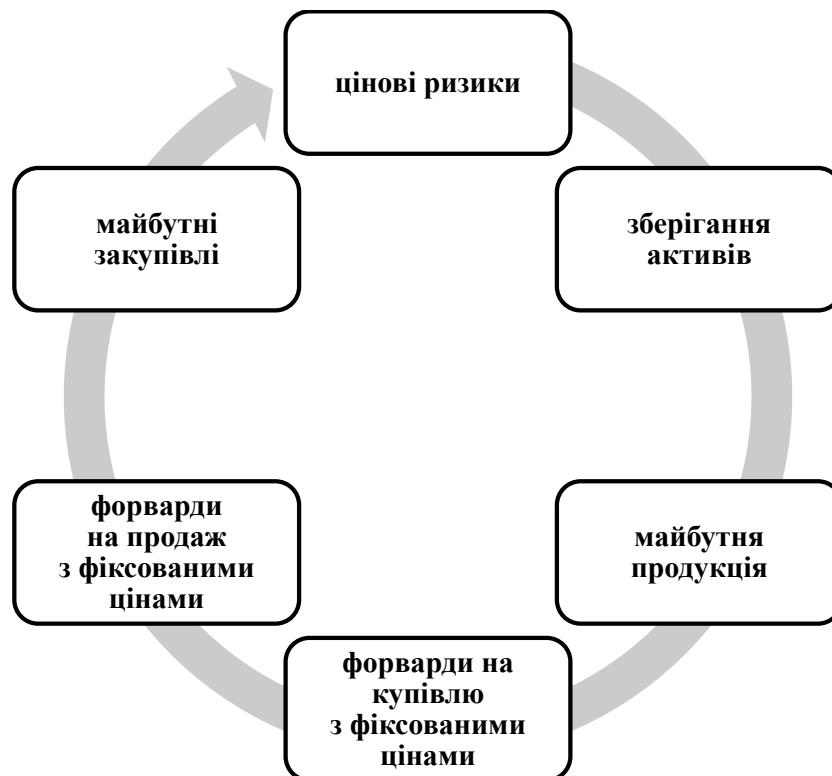 цінові ризики
зберігання
активів
майбутня
продукція
форварди на
купівлю
з фіксованими
цінами
форварди
на продаж
з фіксованими
цінами
майбутні
закупівлі